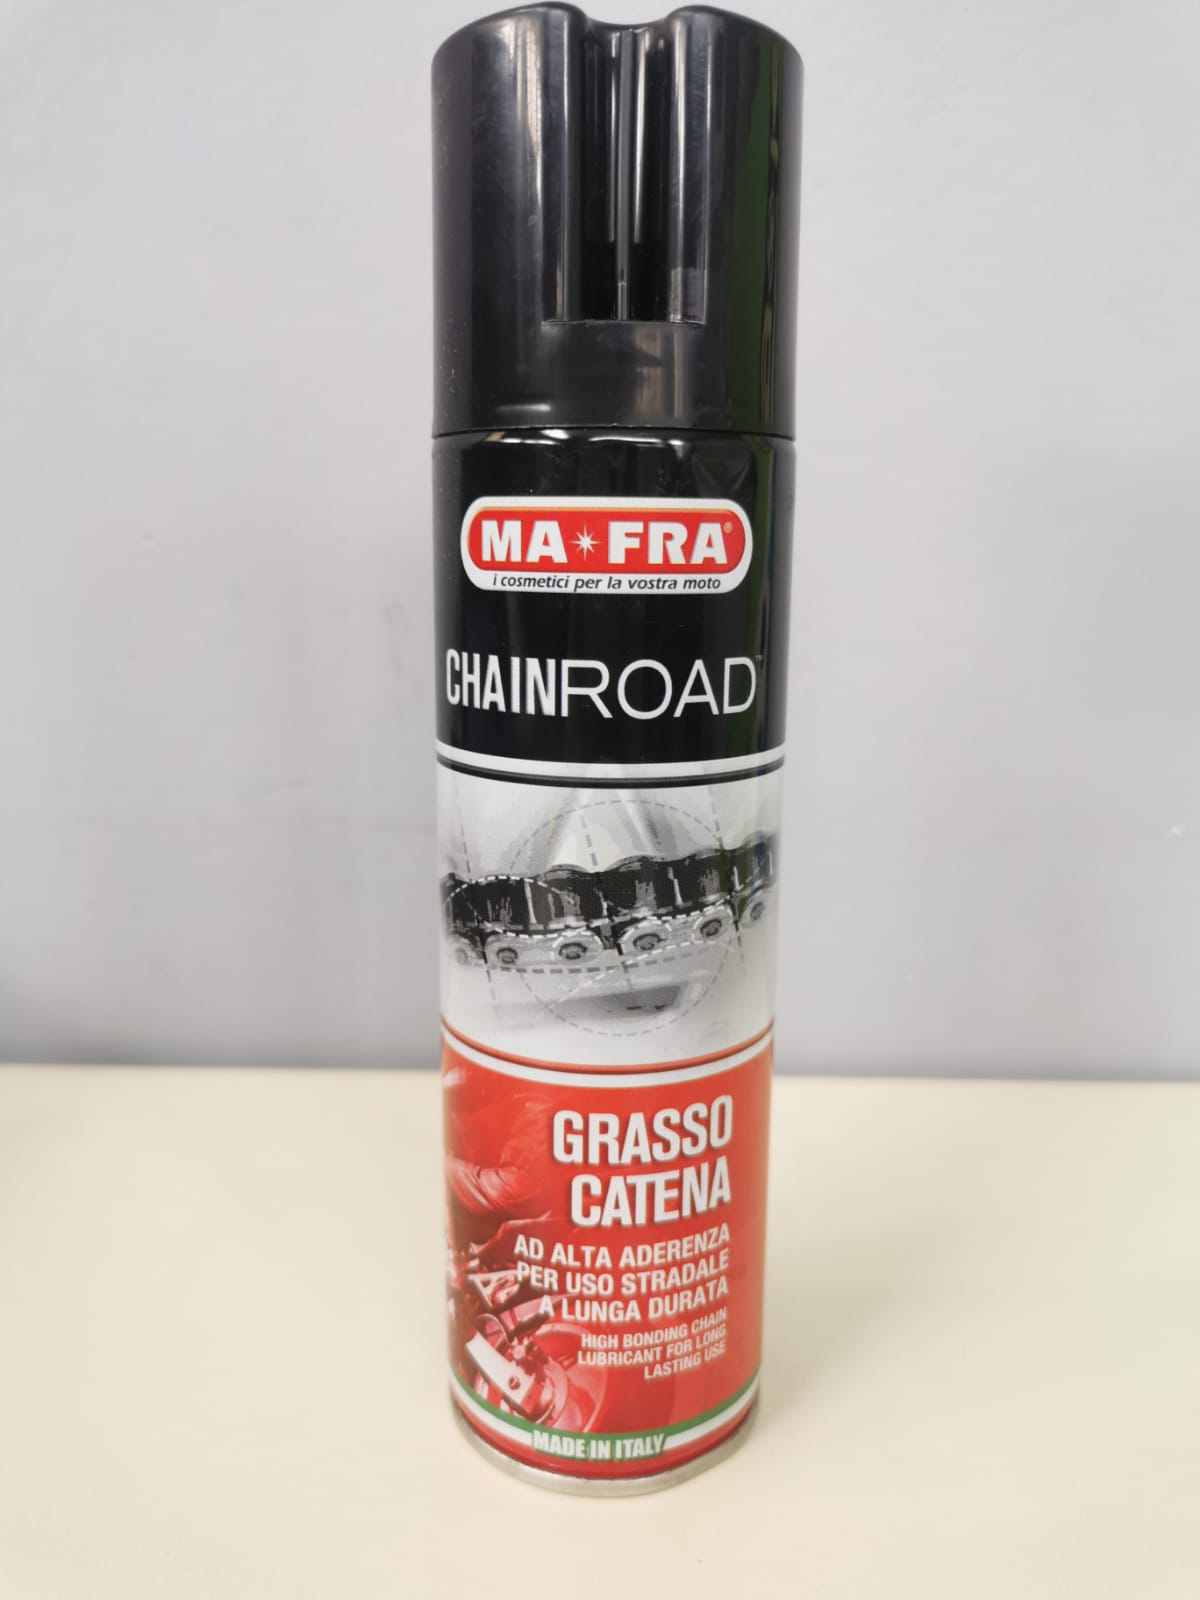 MA FRA®
i cosmetici per la vostra moto
CHAINROAD™
GRASSO
CATENA
AD ALTA ADERENZA
PER USO STRADALE
A LUNGA DURATA
HIGH BONDING CHAIN
LUBRICANT FOR LONG
LASTING USE
MADE IN ITALY